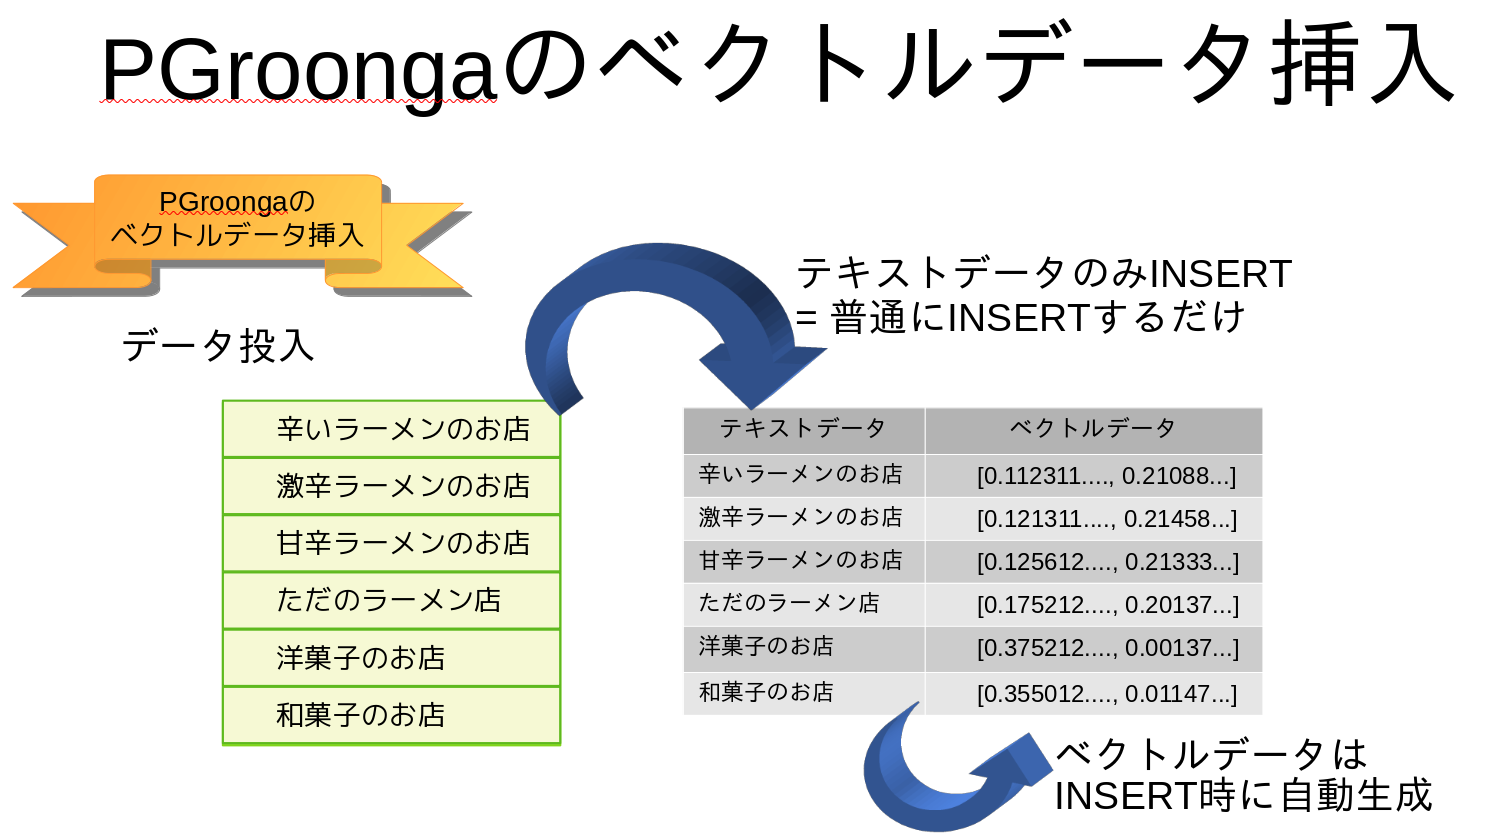 PGroongaのベクトルデータ挿入
PGroongaの
ベクトルデータ挿入
データ投入
テキストデータのみINSERT
= 普通にINSERTするだけ
辛いラーメンのお店
激辛ラーメンのお店
甘辛ラーメンのお店
ただのラーメン店
洋菓子のお店
和菓子のお店
テキストデータ ベクトルデータ
辛いラーメンのお店 [0.112311...., 0.21088...]
激辛ラーメンのお店 [0.121311...., 0.21458...]
甘辛ラーメンのお店 [0.125612...., 0.21333...]
ただのラーメン店 [0.175212...., 0.20137...]
洋菓子のお店 [0.375212...., 0.00137...]
和菓子のお店 [0.355012...., 0.01147...]
ベクトルデータは
INSERT時に自動生成